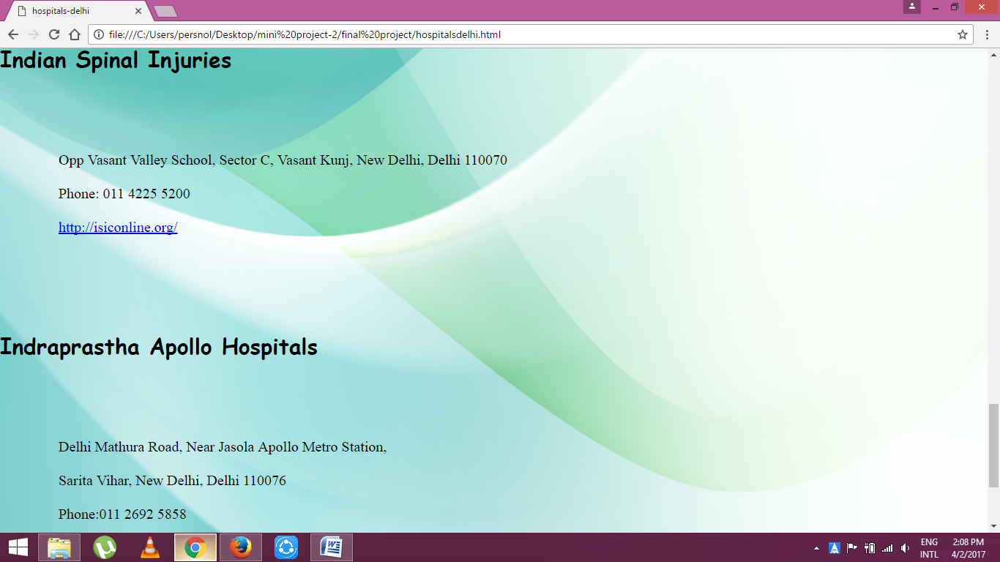 hospitals-delhi
file:///C:/Users/persnol/Desktop/mini%20project-2/final%20project/hospitalsdelhi.html
Indian Spinal Injuries
Opp Vasant Valley School, Sector C, Vasant Kunj, New Delhi, Delhi 110070
Phone: 011 4225 5200
http://isiconline.org/
Indraprastha Apollo Hospitals
Delhi Mathura Road, Near Jasola Apollo Metro Station,
Sarita Vihar, New Delhi, Delhi 110076
Phone:011 2692 5858
ENG 2:08 PM
INTL 4/2/2017